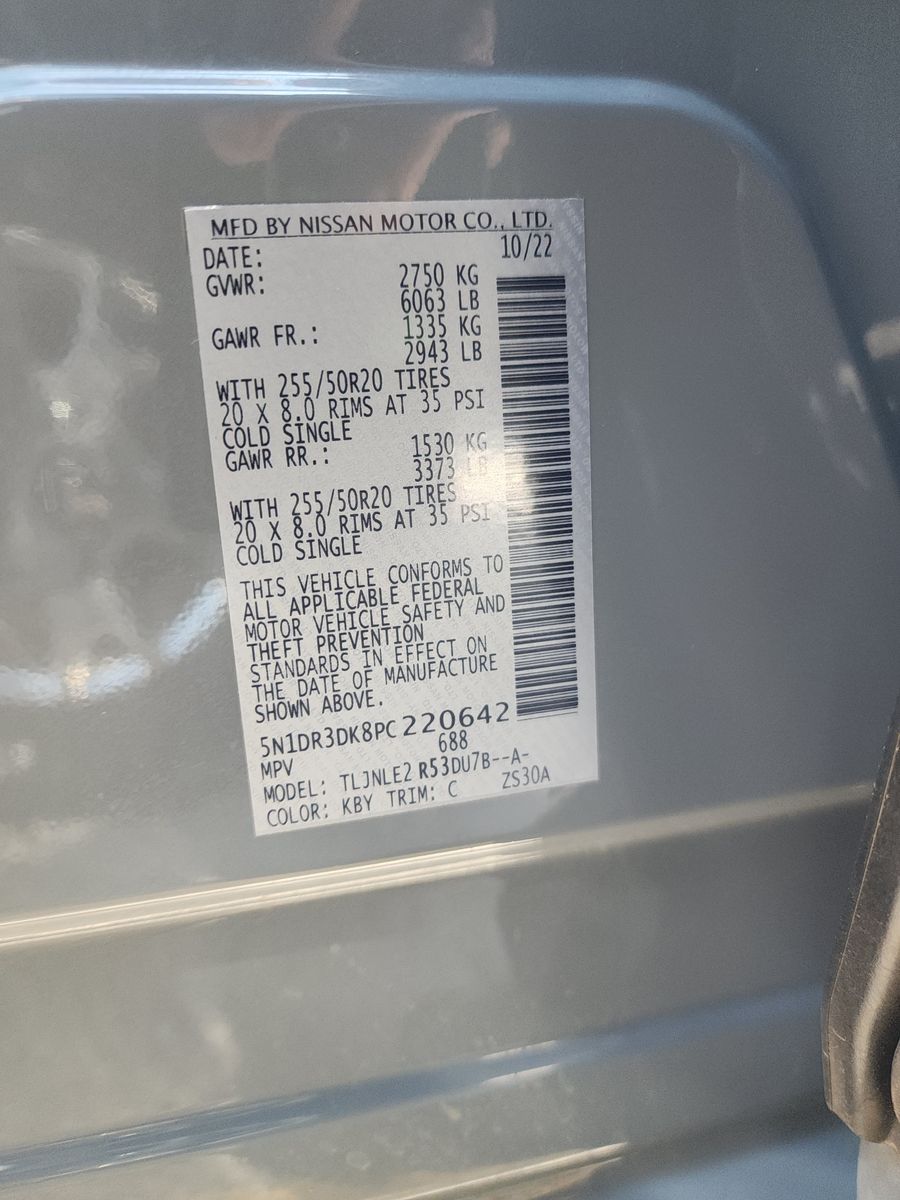 MFD BY NISSAN MOTOR CO., LTD.
DATE: 10/22
GVWR: 2750 KG
6063 LB
GAWR FR.: 1335 KG
2943 LB
WITH 255/50R20 TIRES
20 X 8.0 RIMS AT 35 PSI
COLD SINGLE
GAWR RR.: 1530 KG
3373 LB
WITH 255/50R20 TIRES
20 X 8.0 RIMS AT 35 PSI
COLD SINGLE
THIS VEHICLE CONFORMS TO
ALL APPLICABLE FEDERAL
MOTOR VEHICLE SAFETY AND
THEFT PREVENTION
STANDARDS IN EFFECT ON
THE DATE OF MANUFACTURE
SHOWN ABOVE.
5N1DR3DK8PC220642
MPV 688
MODEL: TLJNLE2 R53DU7B--A-
COLOR: KBY TRIM: C ZS30A